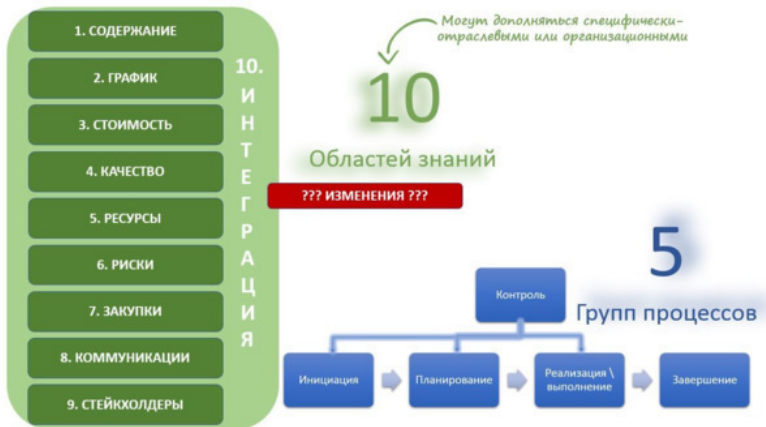 1. СОДЕРЖАНИЕ
2. ГРАФИК
3. СТОИМОСТЬ
4. КАЧЕСТВО
5. РЕСУРСЫ
6. РИСКИ
7. ЗАКУПКИ
8. КОММУНИКАЦИИ
9. СТЕЙКХОЛДЕРЫ
10.
И
Н
Т
Е
Г
Р
А
Ц
И
Я
Могут дополняться специфически-
отраслевыми или организационными
10
Областей знаний
??? ИЗМЕНЕНИЯ ???
5
Групп процессов
Контроль
Инициация
Планирование
Реализация \
выполнение
Завершение